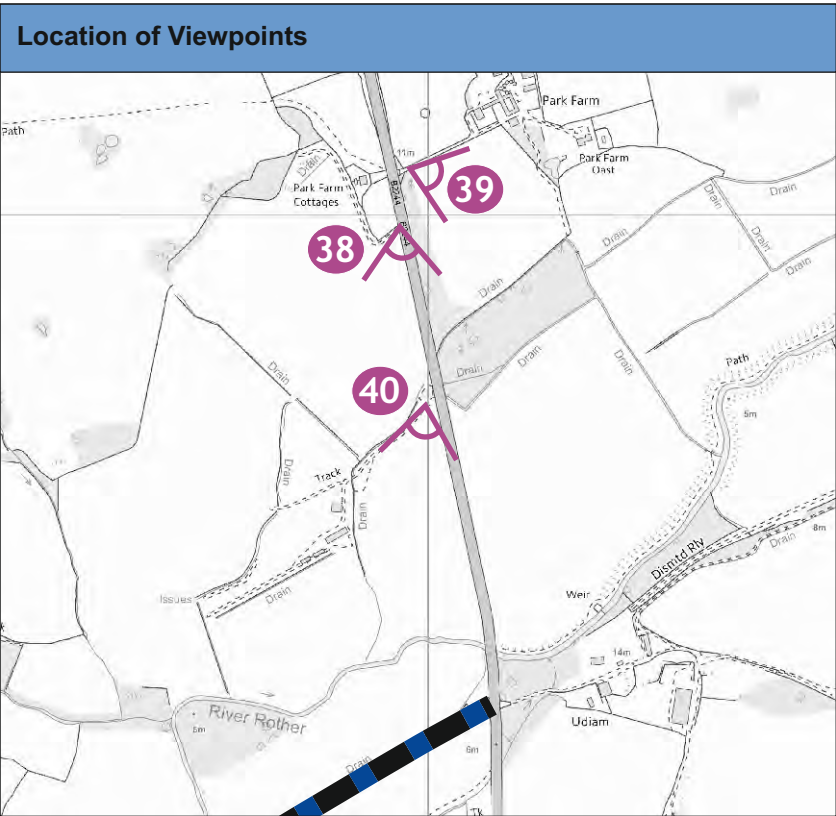 Location of Viewpoints
Park Farm
Path
11m
Drain
Park Farm
Oast
39
Park Farm
Cottages
B2244
Drain
Drain
Drain
38
Drain
Drain
Drain
Drain
Drain
Drain
Path
Drain
40
5m
Track
Drain
Drain
8m
Drain
Dismtd Rly
Issues
Drain
Weir
14m
River Rother
Udiam
6m
Drain
6m
Tk